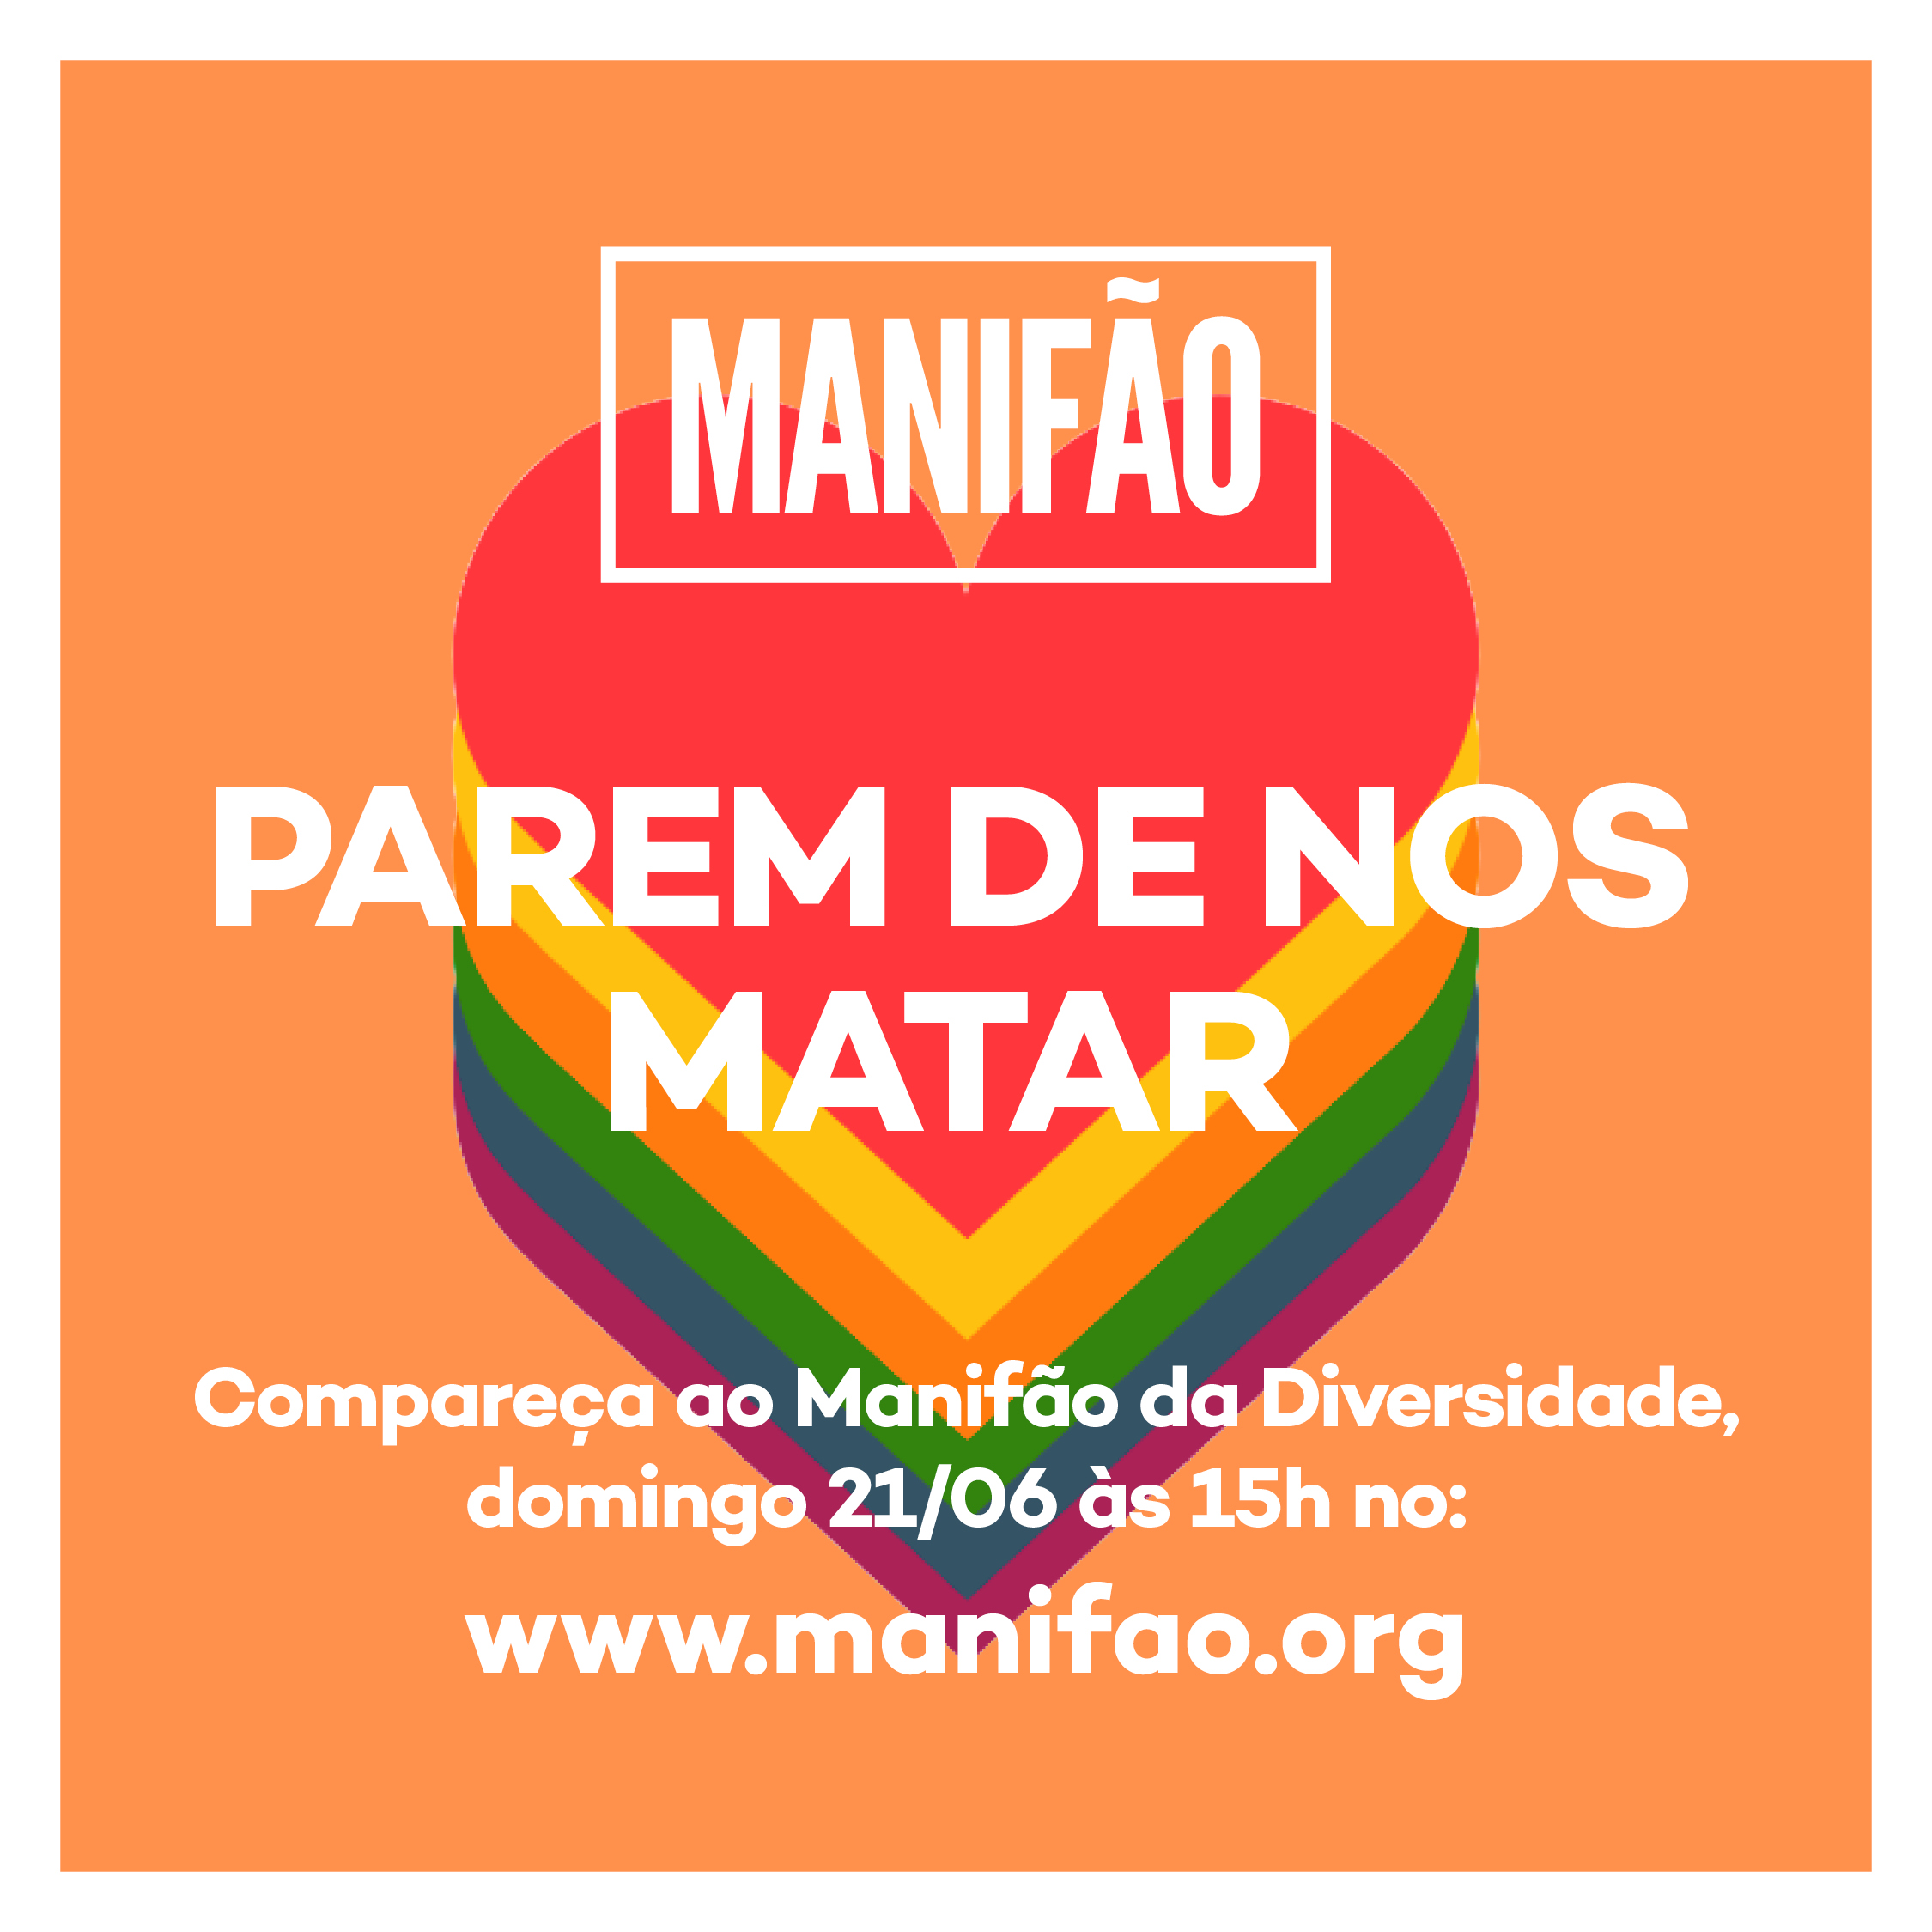 MANIFÃO
PAREM DE NOS
MATAR
Compareça ao Manifão da Diversidade,
domingo 21/06 às 15h no:
www.manifao.org